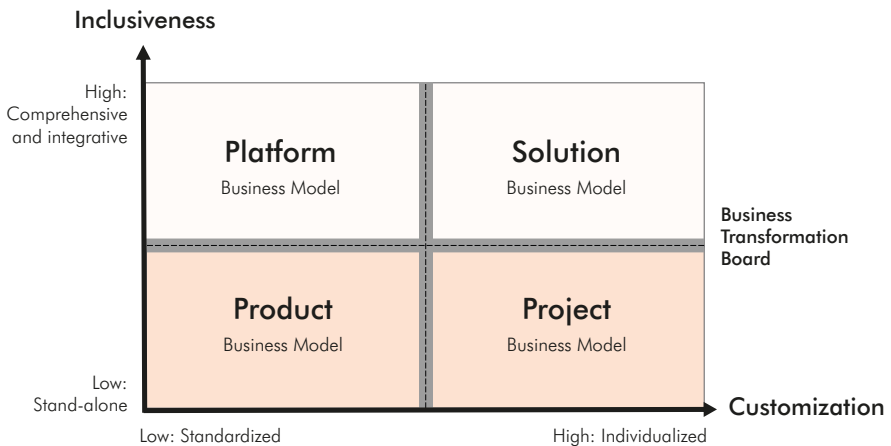 Inclusiveness
High:
Comprehensive
and integrative
Platform
Business Model
Solution
Business Model
Business
Transformation
Board
Product
Business Model
Project
Business Model
Low:
Stand-alone
Customization
Low: Standardized
High: Individualized